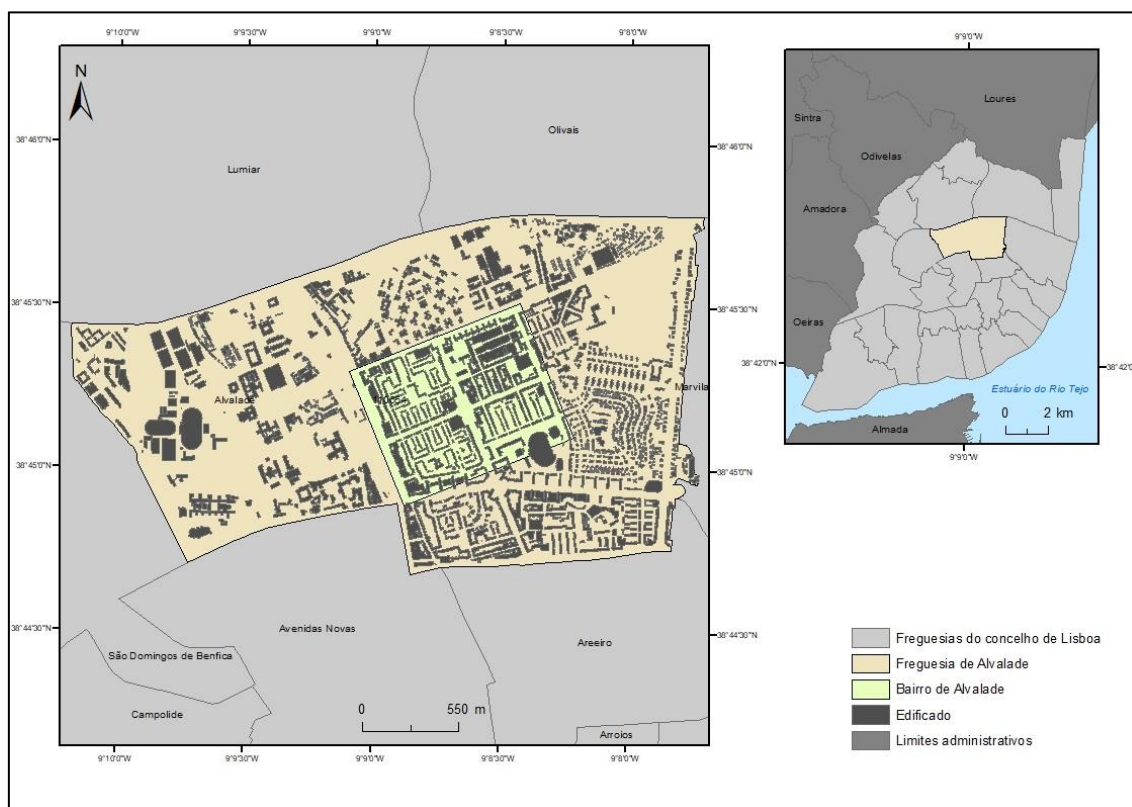 9°10'0"W 9°9'30"W 9°9'0"W 9°8'30"W 9°8'0"W
N
38°46'0"N
38°46'0"N
Olivais
Lumiar
38°45'30"N
38°45'30"N
Alvalade
Marvila
38°45'0"N
38°45'0"N
38°44'30"N
38°44'30"N
Avenidas Novas
Areeiro
São Domingos de Benfica
Campolide
0 550 m
Arroios
9°10'0"W 9°9'30"W 9°9'0"W 9°8'30"W 9°8'0"W
9°9'0"W
Loures
Sintra
Odivelas
Amadora
Oeiras
38°42'0"N
38°42'0"N
Estuário do Rio Tejo
0 2 km
Almada
9°9'0"W
Freguesias do concelho de Lisboa
Freguesia de Alvalade
Bairro de Alvalade
Edificado
Limites administrativos